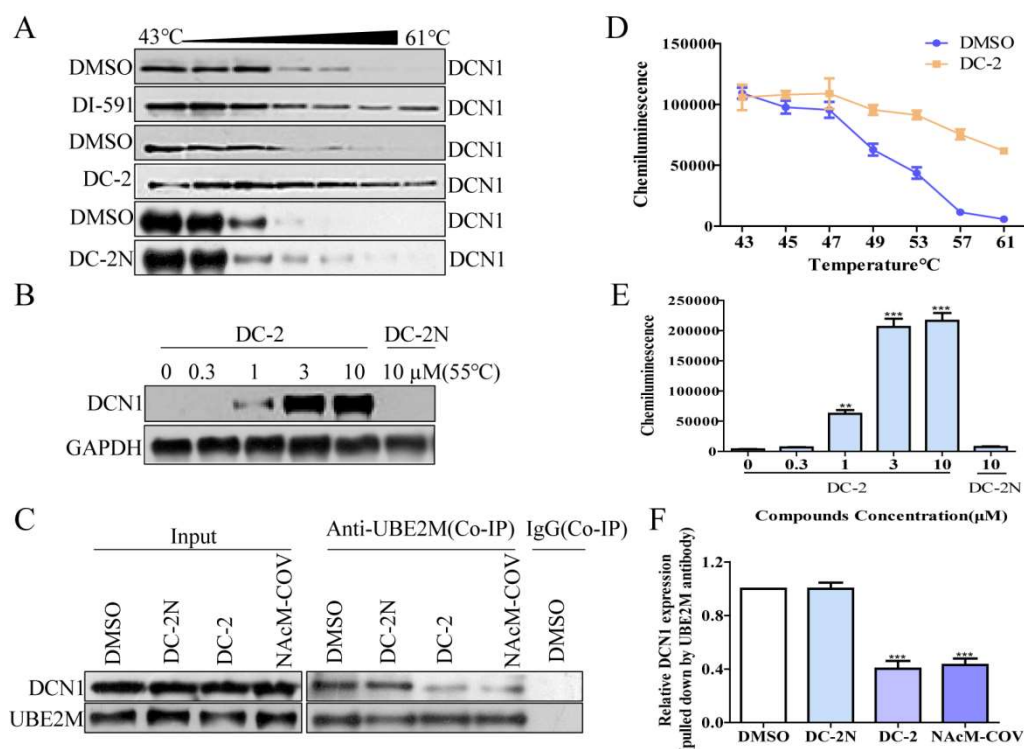 A
43°C 61°C
DMSO DCN1
DI-591 DCN1
DMSO DCN1
DC-2 DCN1
DMSO DCN1
DC-2N DCN1
B
DC-2 DC-2N
0 0.3 1 3 10 10 μM(55°C)
DCN1
GAPDH
C
Input Anti-UBE2M(Co-IP) IgG(Co-IP)
DMSO DC-2N DC-2 NAcM-COV DMSO DC-2N DC-2 NAcM-COV DMSO
DCN1
UBE2M
D
DMSO
DC-2
Chemiluminescence
150000
100000
50000
0
43 45 47 49 53 57 61
Temperature°C
E
Chemiluminescence
250000
200000
150000
100000
50000
0
** *** ***
0 0.3 1 3 10 10
DC-2 DC-2N
Compounds Concentration(μM)
F
Relative DCN1 expression
(pulled down by UBE2M antibody)
1.2
0.8
0.4
0.0
*** ***
DMSO DC-2N DC-2 NAcM-COV